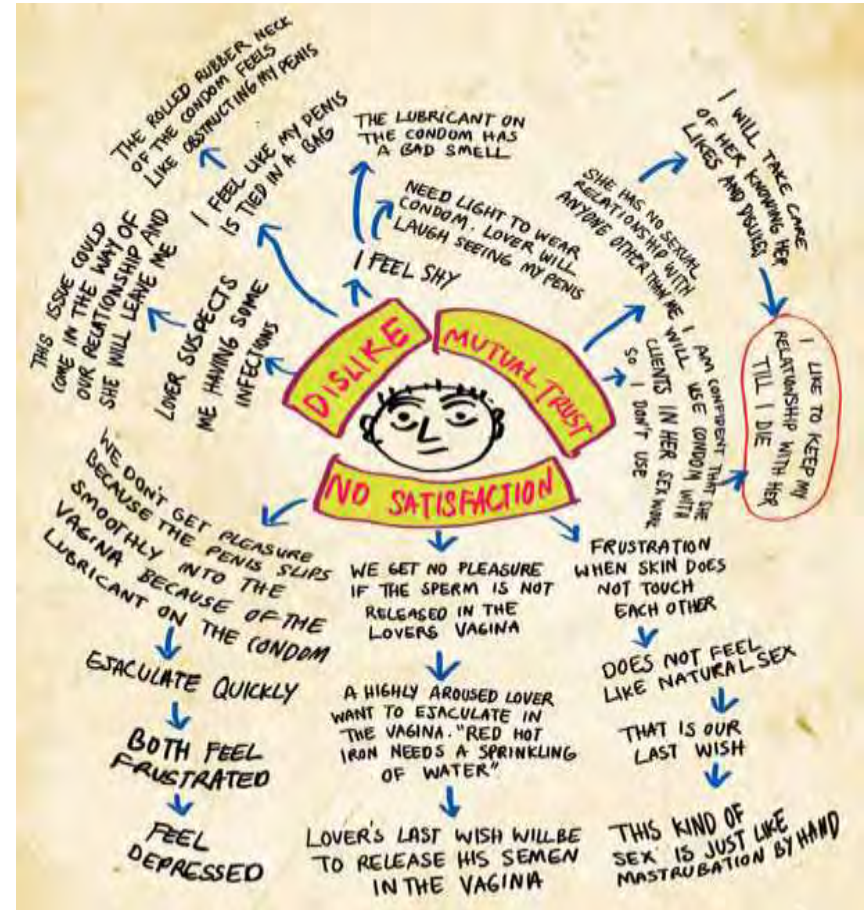 THE ROLLED RUBBER NECK
OF THE CONDOM FEELS
LIKE OBSTRUCTING MY PENIS
I FEEL LIKE MY PENIS
IS TIED IN A BAG
THE LUBRICANT ON
THE CONDOM HAS
A BAD SMELL
NEED LIGHT TO WEAR
CONDOM. LOVER WILL
LAUGH SEEING MY PENIS
I FEEL SHY
THIS ISSUE COULD
COME IN THE WAY OF
OUR RELATIONSHIP AND
SHE WILL LEAVE ME
LOVER SUSPECTS
ME HAVING SOME
INFECTIONS
DISLIKE
MUTUAL TRUST
SHE HAS NO SEXUAL
RELATIONSHIP WITH
ANYONE OTHER THAN ME
I WILL TAKE CARE
OF HER KNOWING HER
LIKES AND DISLIKES
I AM CONFIDENT THAT SHE
WILL USE CONDOM WITH
CLIENTS IN HER SEX WORK
SO I DON'T USE
I LIKE TO KEEP MY
RELATIONSHIP WITH HER
TILL I DIE
NO SATISFACTION
WE DON'T GET PLEASURE
BECAUSE THE PENIS SLIPS
SMOOTHLY INTO THE
VAGINA BECAUSE OF THE
LUBRICANT ON THE CONDOM
EJACULATE QUICKLY
BOTH FEEL
FRUSTRATED
FEEL
DEPRESSED
WE GET NO PLEASURE
IF THE SPERM IS NOT
RELEASED IN THE
LOVERS VAGINA
A HIGHLY AROUSED LOVER
WANT TO EJACULATE IN
THE VAGINA. "RED HOT
IRON NEEDS A SPRINKLING
OF WATER"
LOVER'S LAST WISH WILL BE
TO RELEASE HIS SEMEN
IN THE VAGINA
FRUSTRATION
WHEN SKIN DOES
NOT TOUCH
EACH OTHER
DOES NOT FEEL
LIKE NATURAL SEX
THAT IS OUR
LAST WISH
THIS KIND OF
SEX IS JUST LIKE
MASTRUBATION BY HAND